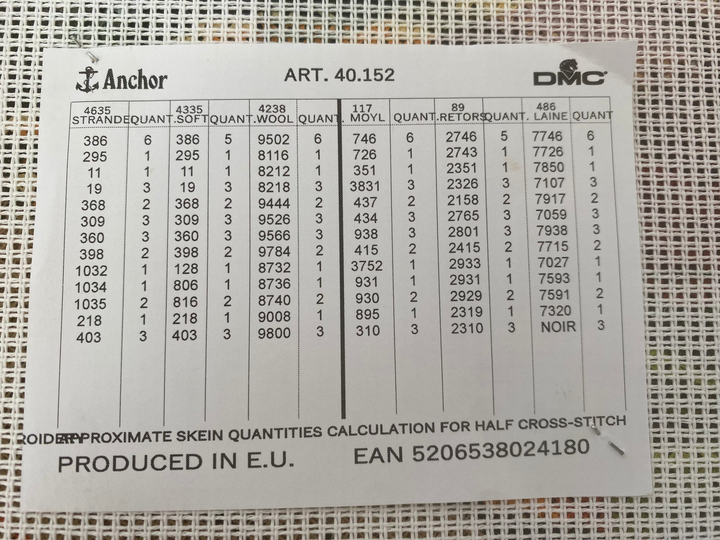 Anchor ART. 40.152 DMC
4635 4335 4238 117 89 486
STRANDED QUANT. SOFT QUANT. WOOL QUANT. MOYL QUANT. RETORS QUANT. LAINE QUANT
386 6 386 5 9502 6 746 6 2746 5 7746 6
295 1 295 1 8116 1 726 1 2743 1 7726 1
11 1 11 1 8212 1 351 1 2351 1 7850 1
19 3 19 3 8218 3 3831 3 2326 3 7107 3
368 2 368 2 9444 2 437 2 2158 2 7917 2
309 3 309 3 9526 3 434 3 2765 3 7059 3
360 3 360 3 9566 3 938 3 2801 3 7938 3
398 2 398 2 9784 2 415 2 2415 2 7715 2
1032 1 128 1 8732 1 3752 1 2933 1 7027 1
1034 1 806 1 8736 1 931 1 2931 1 7593 1
1035 2 816 2 8740 2 930 2 2929 2 7591 2
218 1 218 1 9008 1 895 1 2319 1 7320 1
403 3 403 3 9800 3 310 3 2310 3 NOIR 3
APPROXIMATE SKEIN QUANTITIES CALCULATION FOR HALF CROSS-STITCH
PRODUCED IN E.U. EAN 5206538024180